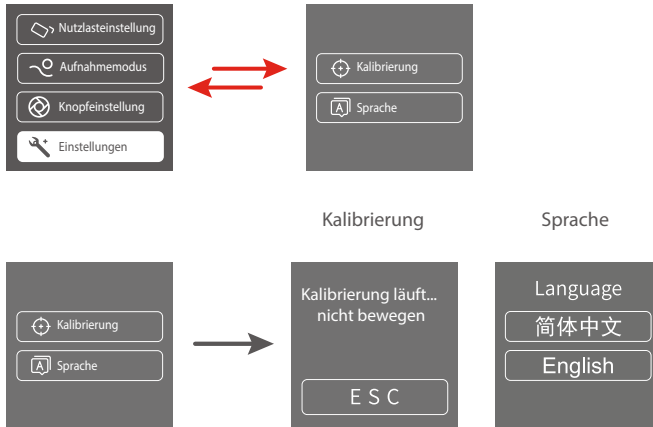 Nutzlasteinstellung
Aufnahmemodus
Knopfeinstellung
Einstellungen
Kalibrierung
A Sprache
Kalibrierung
Sprache
Kalibrierung
A Sprache
Kalibrierung läuft...
nicht bewegen
E S C
Language
简体中文
English